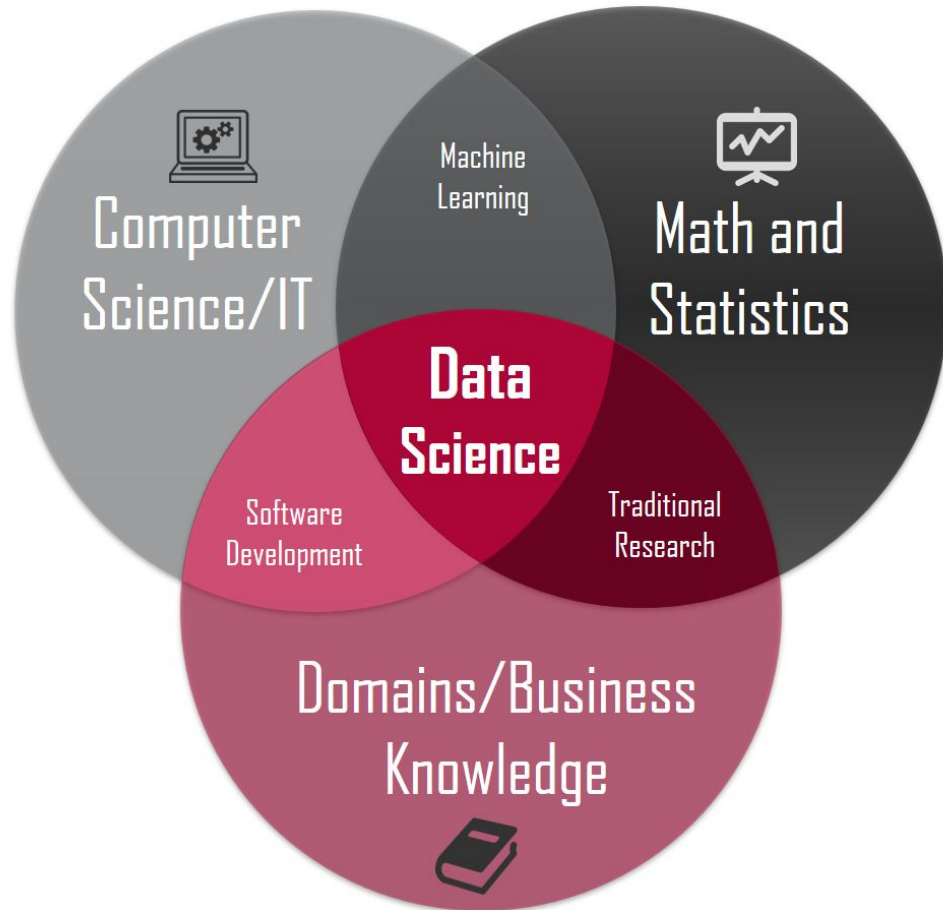 Machine
Learning
Computer
Science/IT
Math and
Statistics
Data
Science
Software
Development
Traditional
Research
Domains/Business
Knowledge